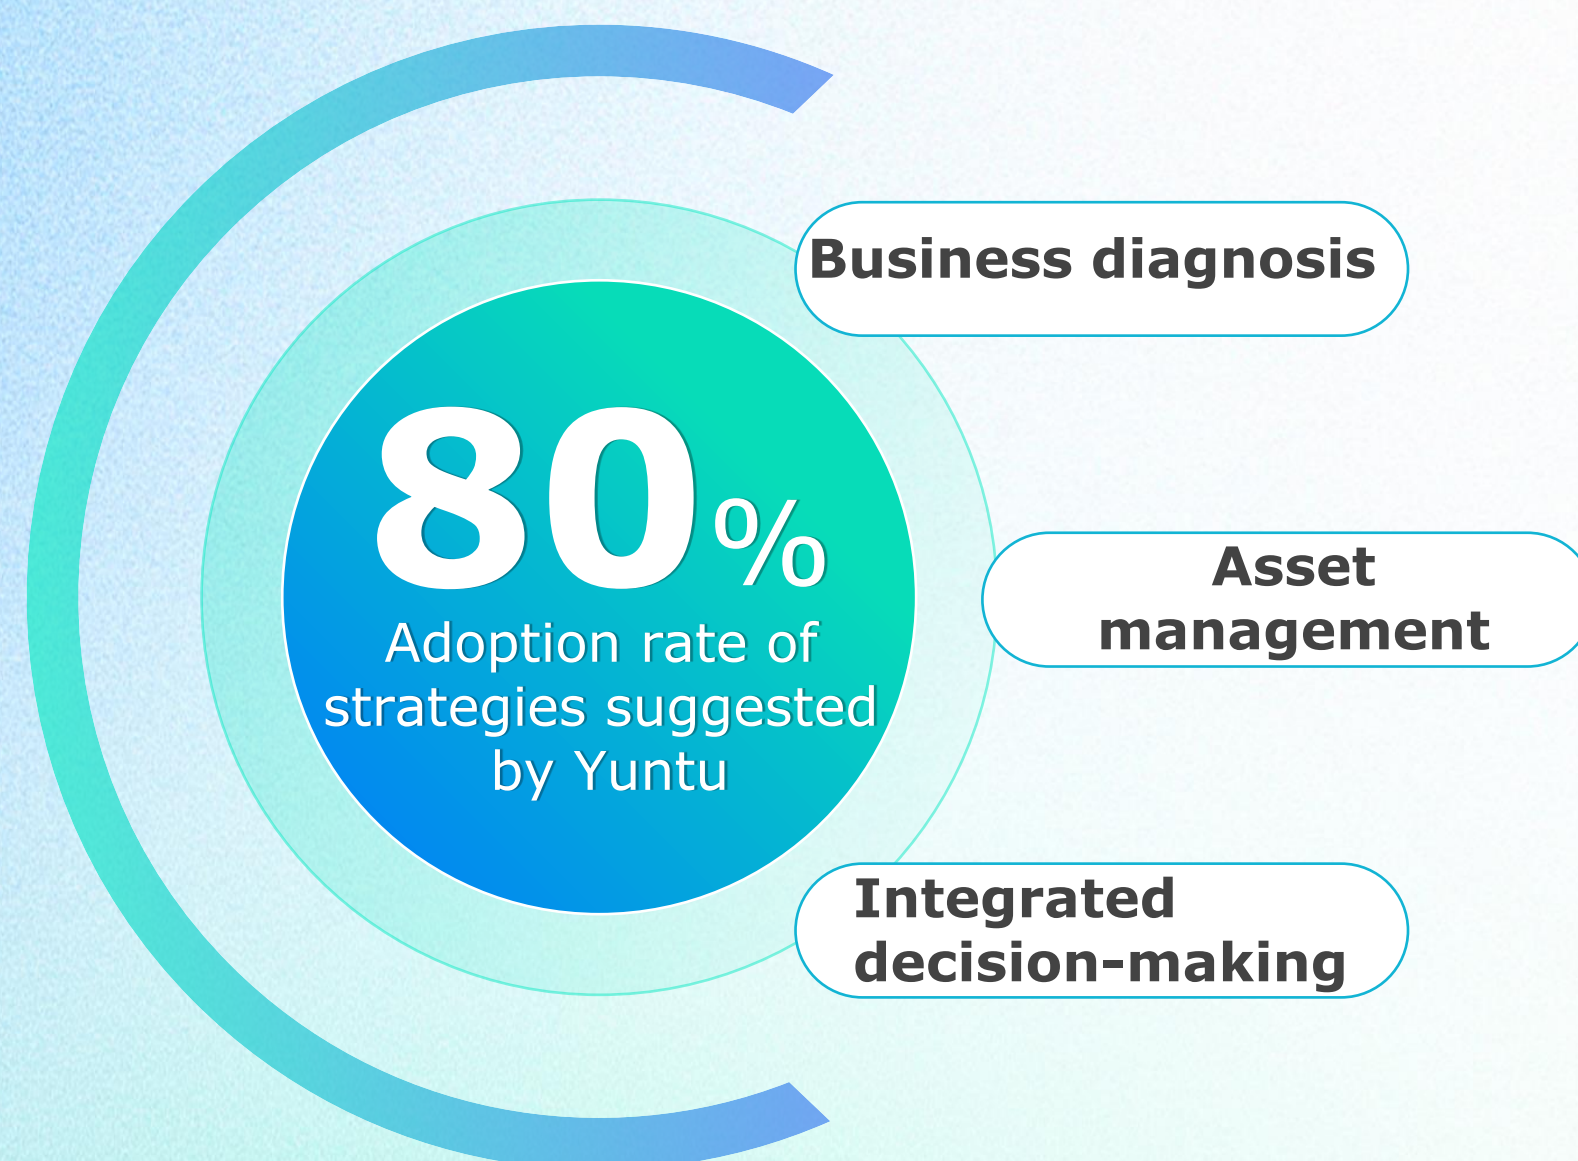 Business diagnosis
80%
Adoption rate of
strategies suggested
by Yuntu
Asset
management
Integrated
decision-making